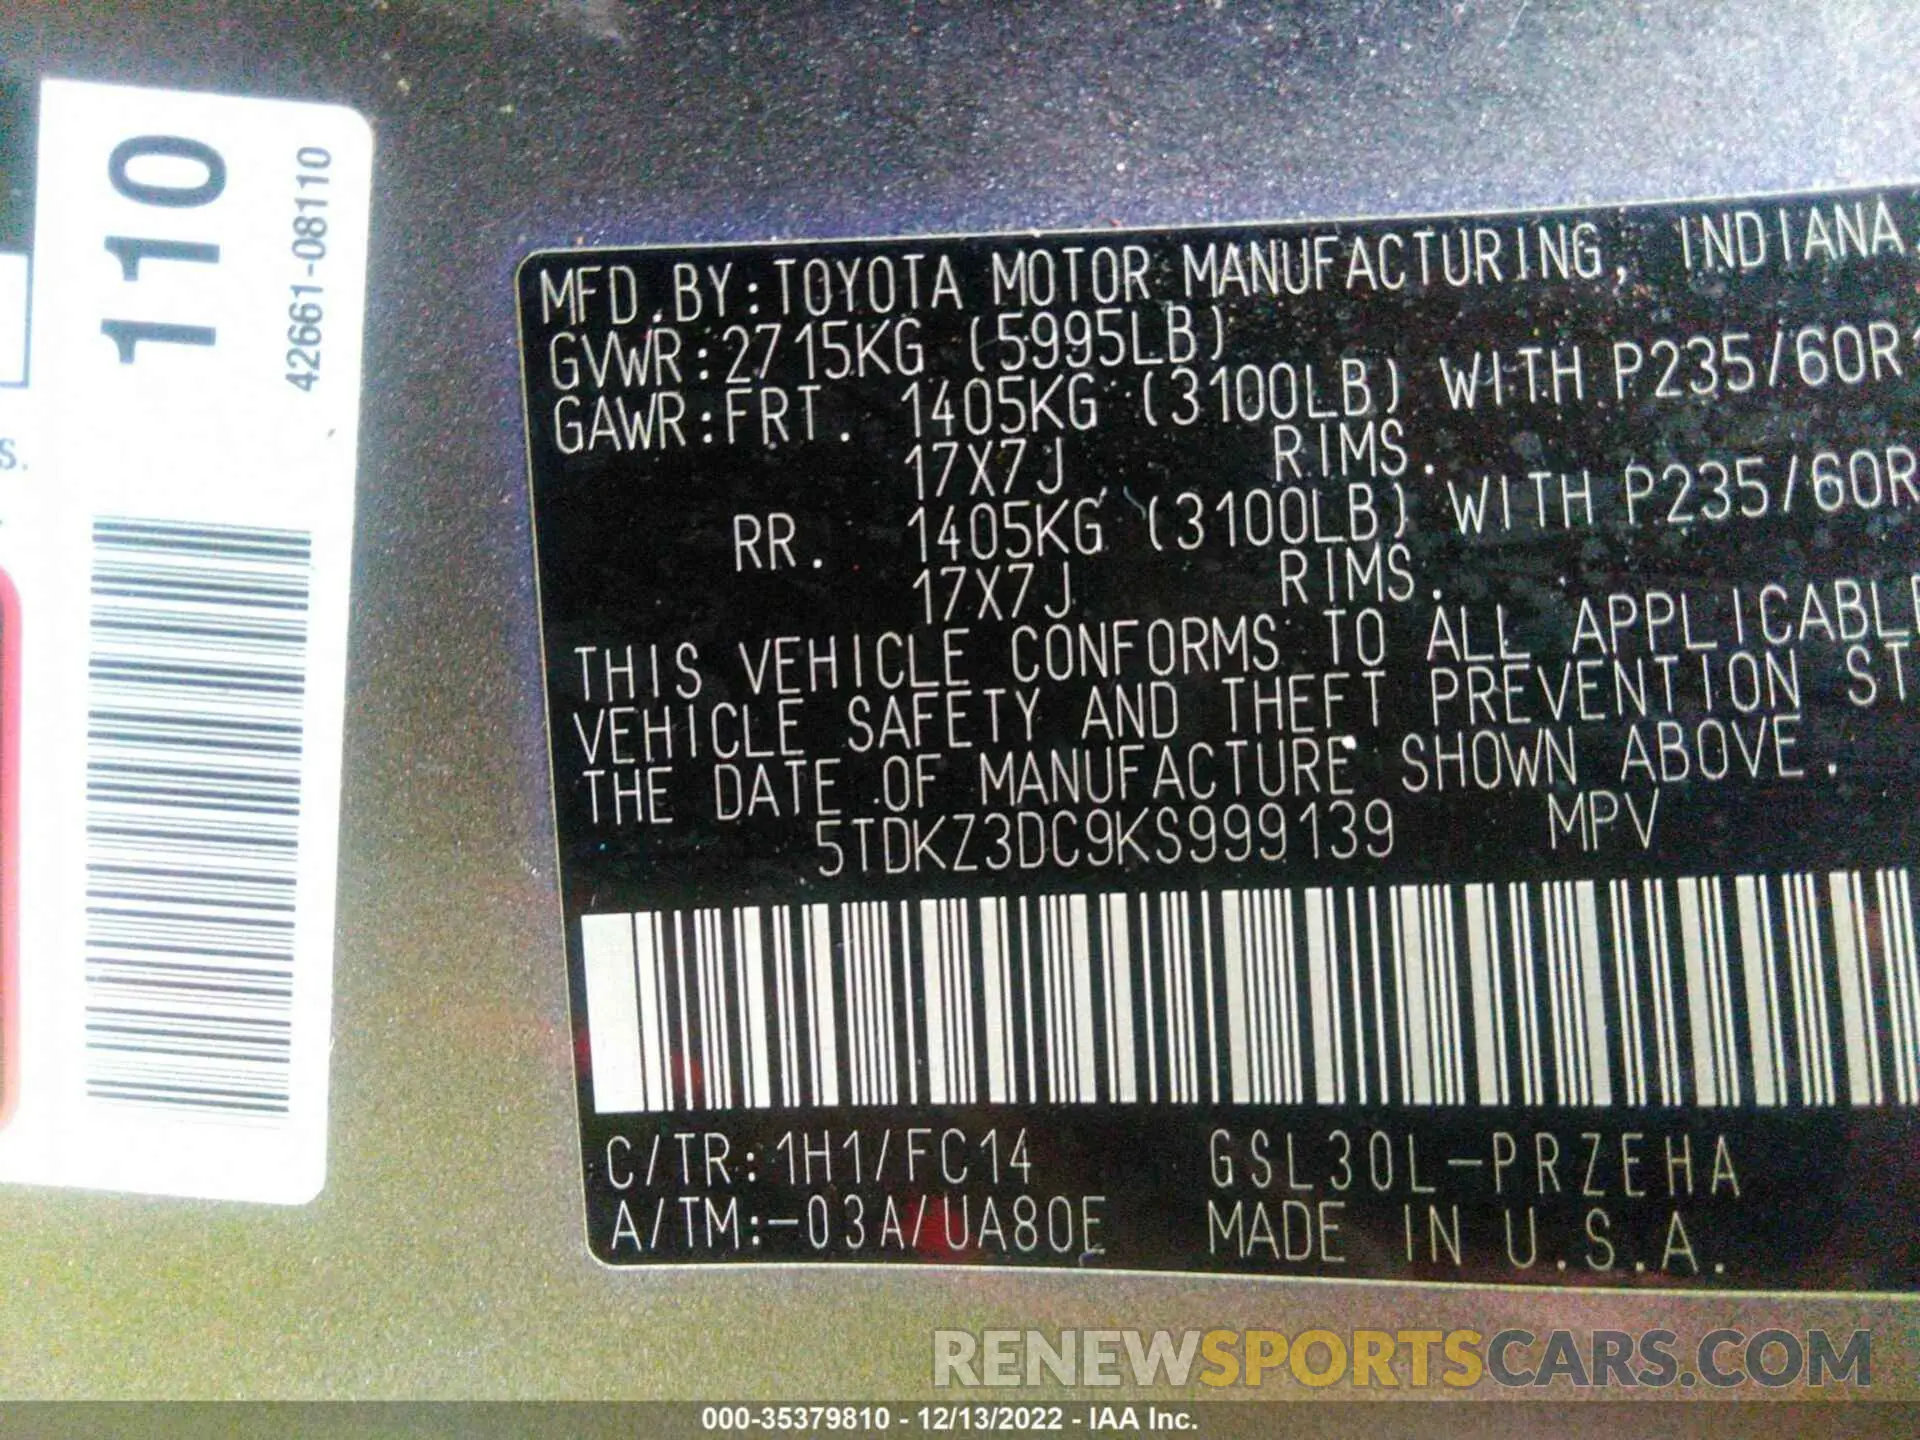 110
42661-08110
S.
MFD.BY:TOYOTA MOTOR MANUFACTURING, INDIANA,
GVWR:2715KG (5995LB)
GAWR:FRT. 1405KG (3100LB) WITH P235/60R1
17X7J RIMS.
RR. 1405KG (3100LB) WITH P235/60R
17X7J RIMS.
THIS VEHICLE CONFORMS TO ALL APPLICABLE
VEHICLE SAFETY AND THEFT PREVENTION ST
THE DATE OF MANUFACTURE SHOWN ABOVE.
5TDKZ3DC9KS999139 MPV
C/TR:1H1/FC14 GSL30L-PRZEHA
A/TM:-03A/UA80E MADE IN U.S.A.
RENEWSPORTSCARS.COM
000-35379810 - 12/13/2022 - IAA Inc.